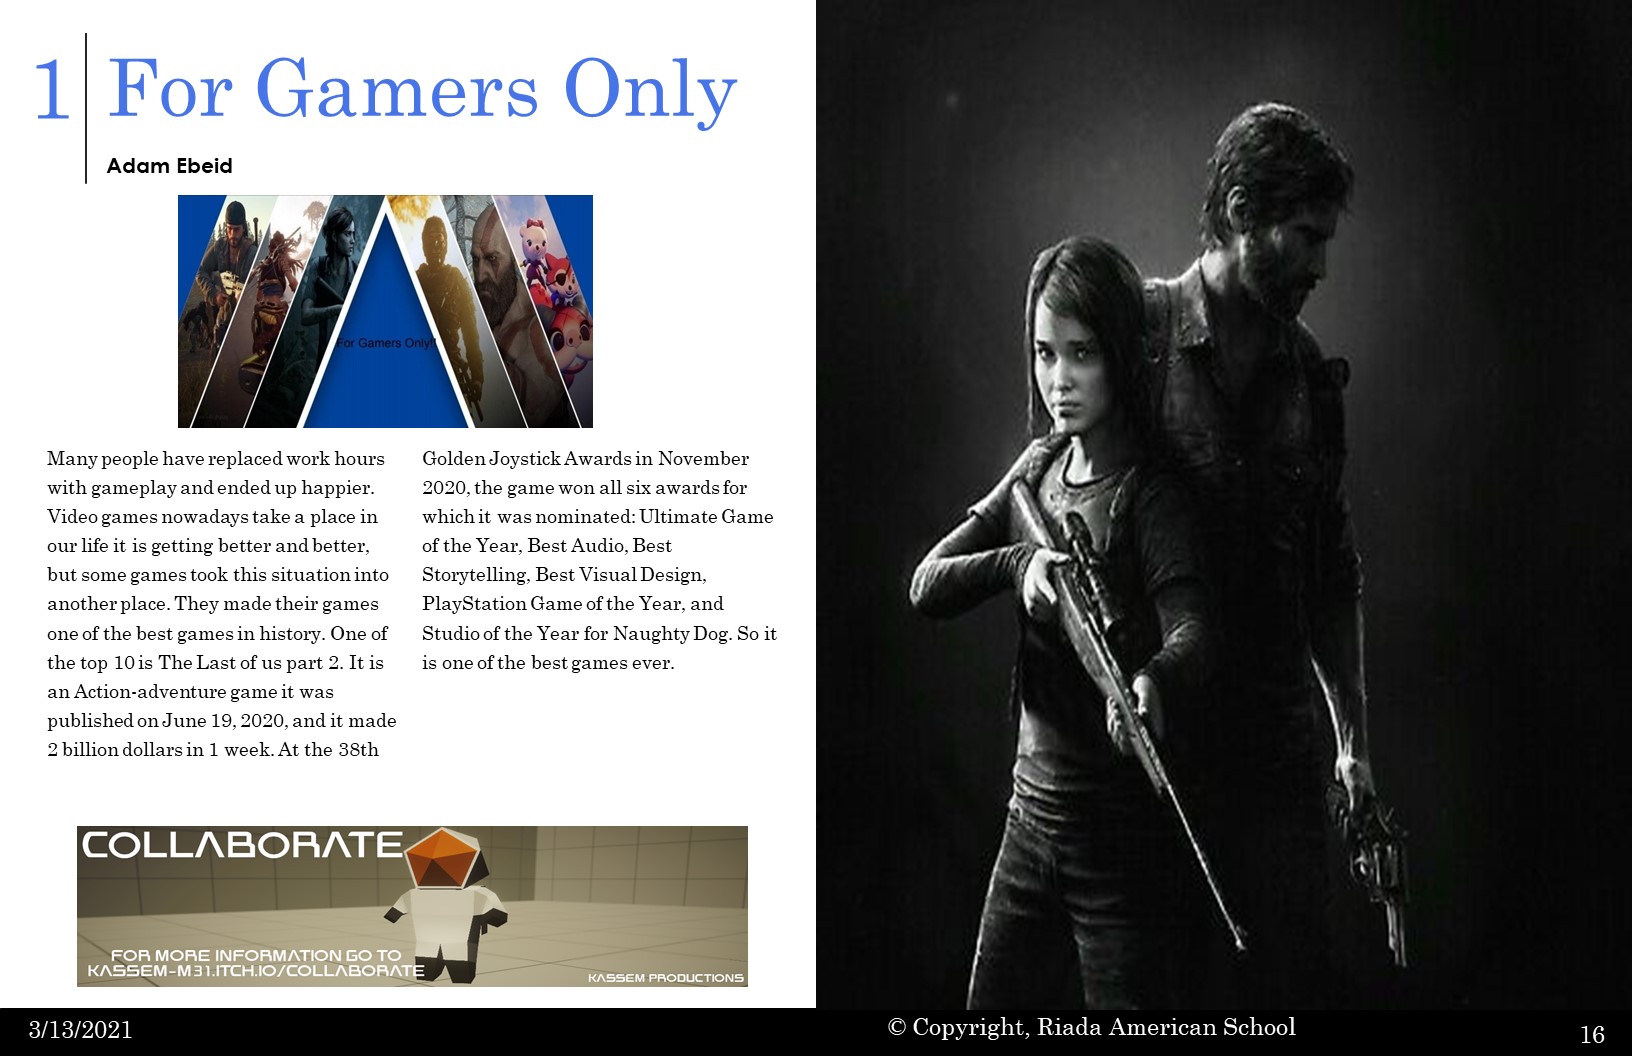 1 For Gamers Only
Adam Ebeid
For Gamers Only!"
Many people have replaced work hours
with gameplay and ended up happier.
Video games nowadays take a place in
our life it is getting better and better,
but some games took this situation into
another place. They made their games
one of the best games in history. One of
the top 10 is The Last of us part 2. It is
an Action-adventure game it was
published on June 19, 2020, and it made
2 billion dollars in 1 week. At the 38th
Golden Joystick Awards in November
2020, the game won all six awards for
which it was nominated: Ultimate Game
of the Year, Best Audio, Best
Storytelling, Best Visual Design,
PlayStation Game of the Year, and
Studio of the Year for Naughty Dog. So it
is one of the best games ever.
COLLABORATE
FOR MORE INFORMATION GO TO
KASSEM-M31.ITCH.IO/COLLABORATE
KASSEM PRODUCTIONS
3/13/2021
© Copyright, Riada American School
16